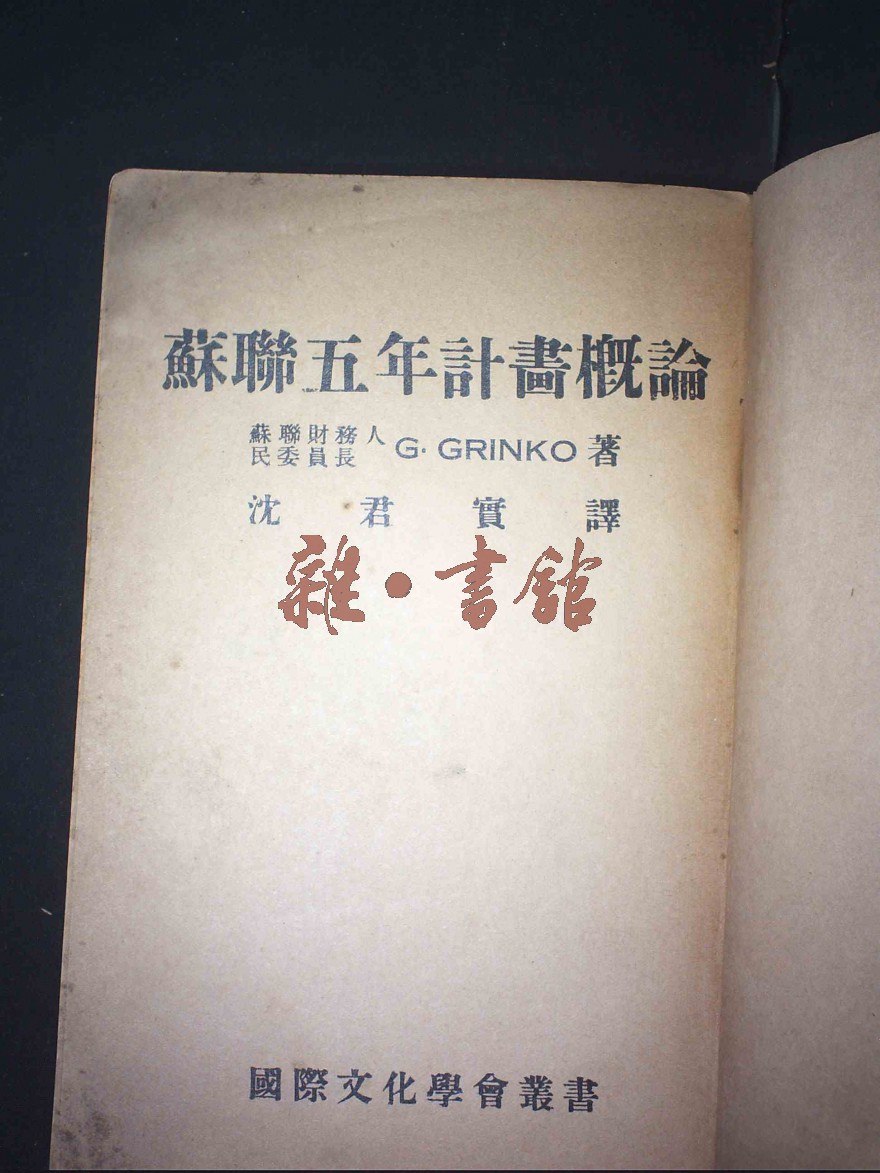 蘇聯五年計畫概論
蘇聯財務人
民委員長 G. GRINKO 著
沈君實譯
雜·書館
國際文化學會叢書